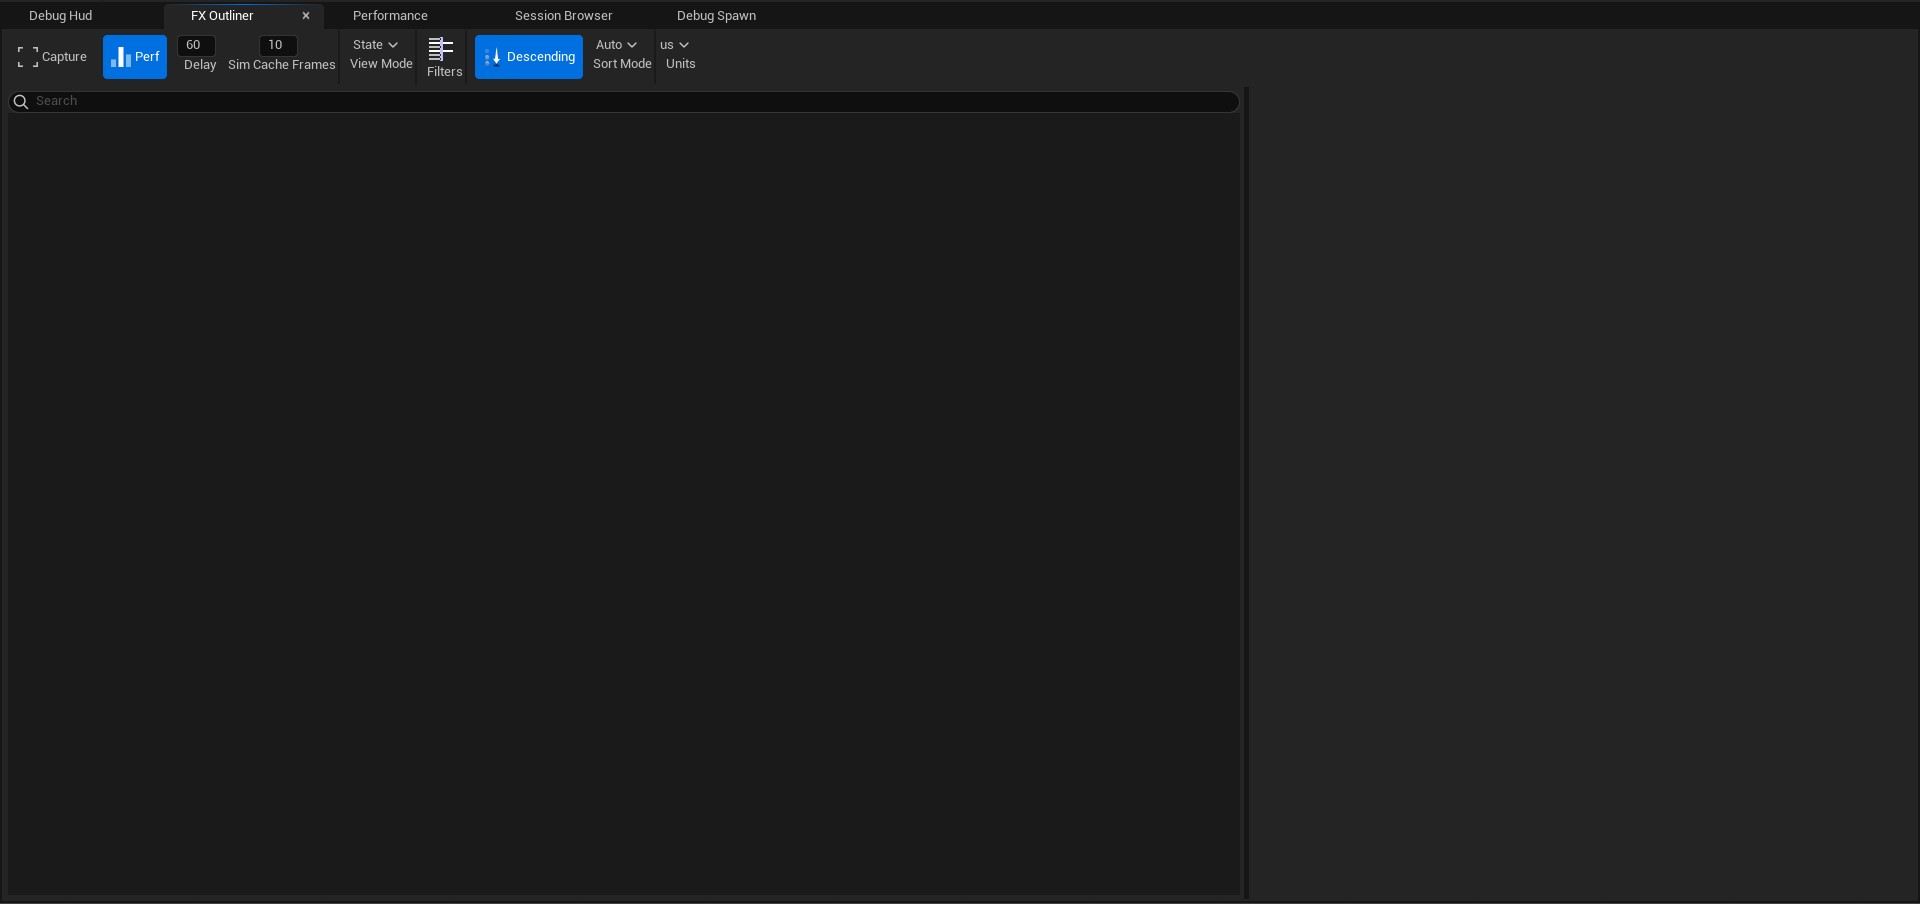 Debug Hud
FX Outliner
Performance
Session Browser
Debug Spawn
Capture
Perf
60
Delay
10
Sim Cache Frames
State
View Mode
Filters
Descending
Auto
Sort Mode
us
Units
Search